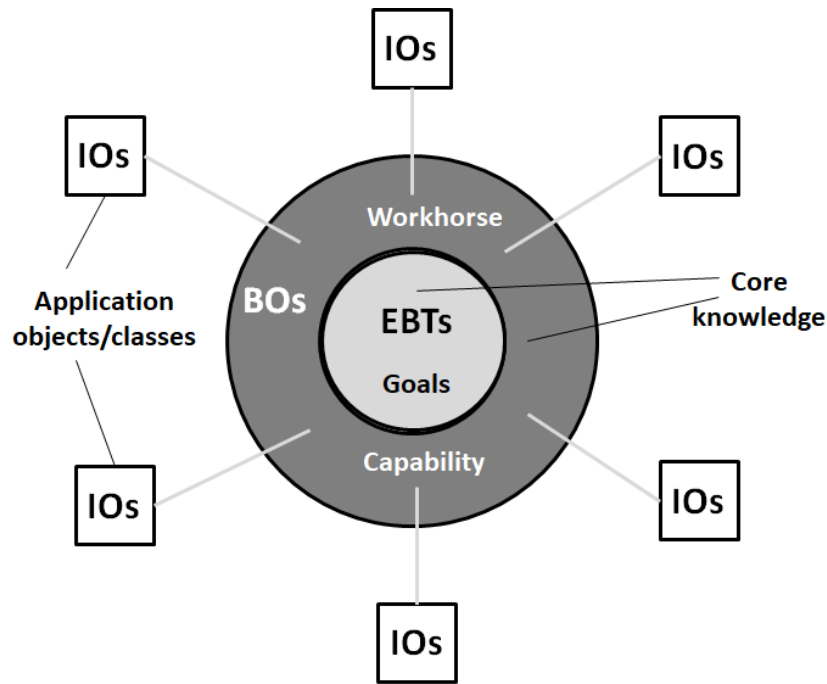 IOs
IOs
IOs
Workhorse
BOs
EBTs
Goals
Capability
Application
objects/classes
Core
knowledge
IOs
IOs
IOs